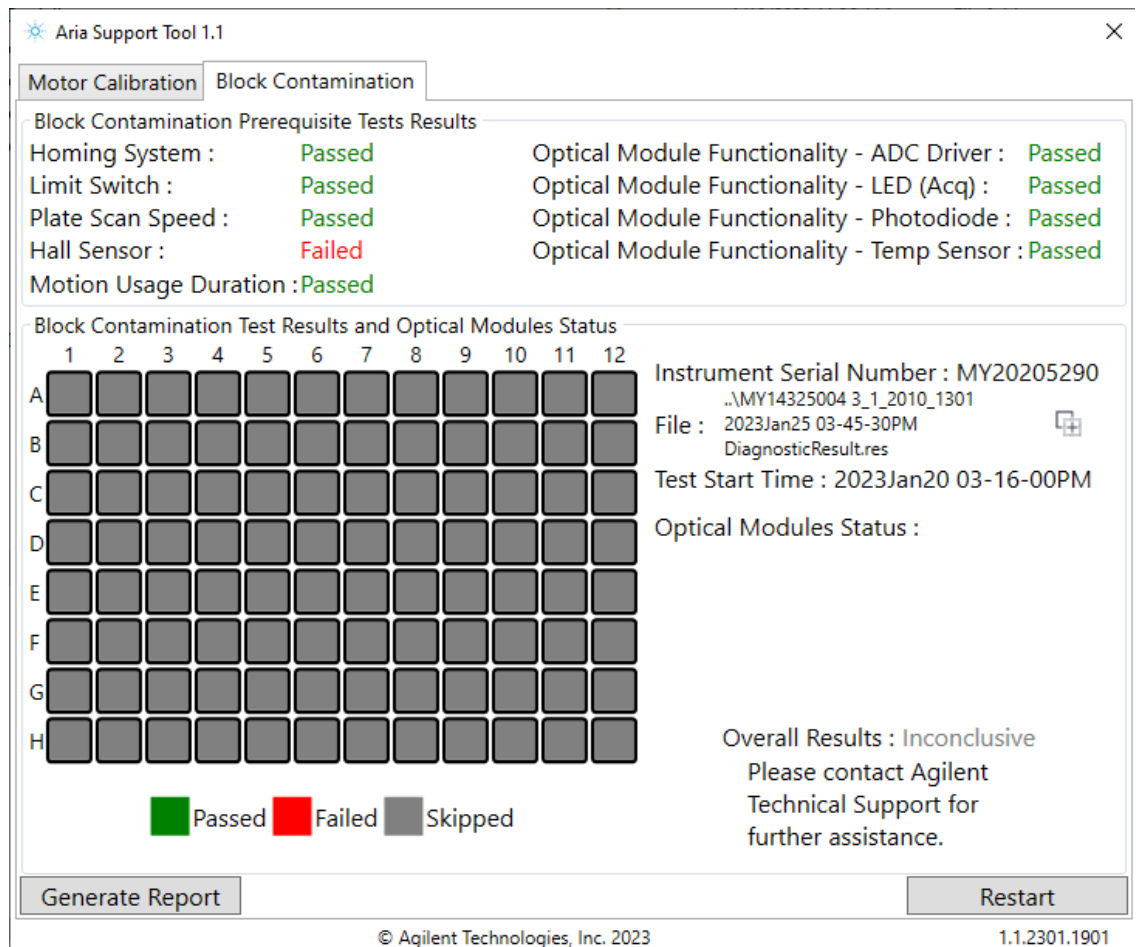 Aria Support Tool 1.1
Motor Calibration
Block Contamination
Block Contamination Prerequisite Tests Results
Homing System : Passed
Limit Switch : Passed
Plate Scan Speed : Passed
Hall Sensor : Failed
Motion Usage Duration : Passed
Optical Module Functionality - ADC Driver : Passed
Optical Module Functionality - LED (Acq) : Passed
Optical Module Functionality - Photodiode : Passed
Optical Module Functionality - Temp Sensor : Passed
Block Contamination Test Results and Optical Modules Status
1 2 3 4 5 6 7 8 9 10 11 12
A
B
C
D
E
F
G
H
Passed Failed Skipped
Instrument Serial Number : MY20205290
File : ..\MY14325004 3_1_2010_1301
2023Jan25 03-45-30PM
DiagnosticResult.res
Test Start Time : 2023Jan20 03-16-00PM
Optical Modules Status :
Overall Results : Inconclusive
Please contact Agilent
Technical Support for
further assistance.
Generate Report
Restart
© Agilent Technologies, Inc. 2023
1.1.2301.1901